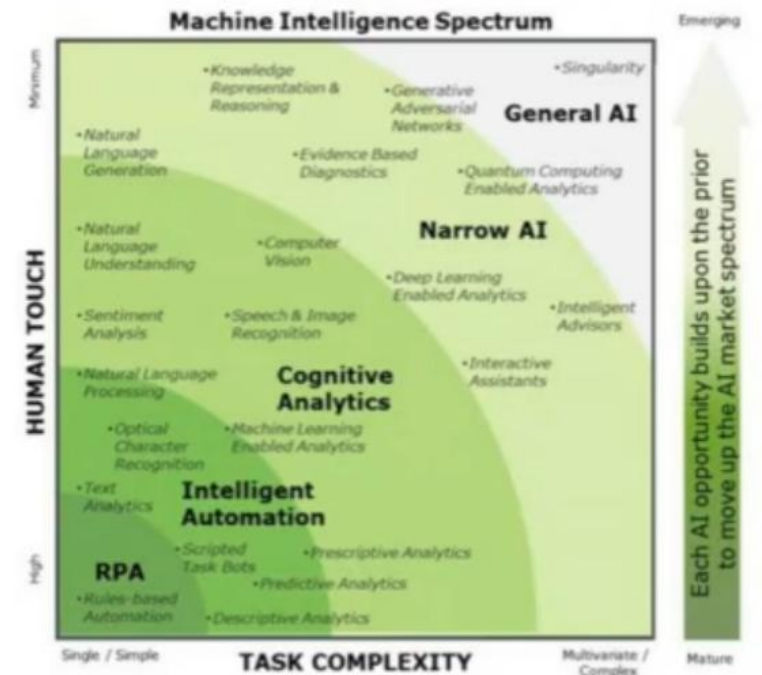 Machine Intelligence Spectrum
Emerging
Minimum
•Knowledge
Representation &
Reasoning
•Singularity
•Generative
Adversarial
Networks
General AI
•Natural
Language
Generation
•Evidence Based
Diagnostics
•Quantum Computing
Enabled Analytics
Narrow AI
•Natural
Language
Understanding
•Computer
Vision
•Deep Learning
Enabled Analytics
•Intelligent
Advisors
•Sentiment
Analysis
•Speech & Image
Recognition
•Interactive
Assistants
•Natural Language
Processing
Cognitive
Analytics
•Optical
Character
Recognition
•Machine Learning
Enabled Analytics
•Text
Analytics
Intelligent
Automation
•Scripted
Task Bots
•Prescriptive Analytics
RPA
•Predictive Analytics
•Rules-based
Automation
•Descriptive Analytics
HUMAN TOUCH
High
Single / Simple
TASK COMPLEXITY
Multivariate /
Complex
Each AI opportunity builds upon the prior
to move up the AI market spectrum
Mature